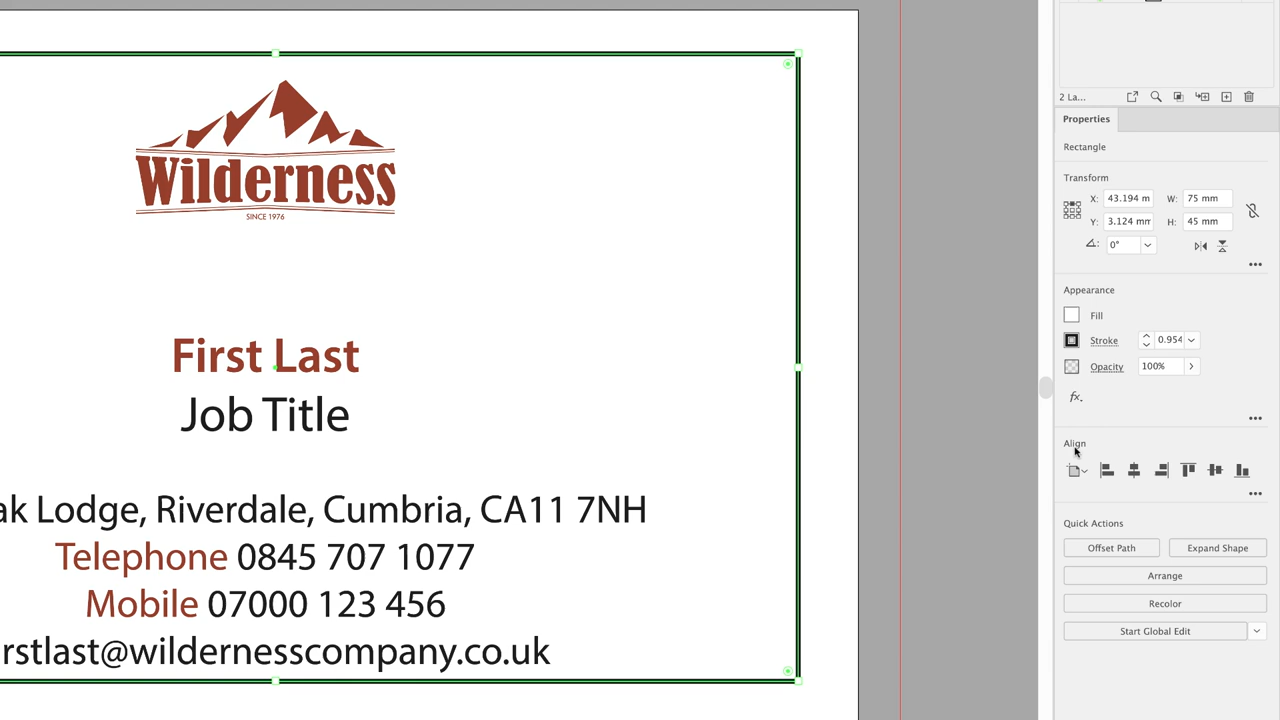 Wilderness
SINCE 1976
First Last
Job Title
ak Lodge, Riverdale, Cumbria, CA11 7NH
Telephone 0845 707 1077
Mobile 07000 123 456
rstlast@wildernesscompany.co.uk
2 La...
Properties
Rectangle
Transform
X: 43.194 m W: 75 mm
Y: 3.124 mm H: 45 mm
0°
Appearance
Fill
Stroke 0.954
Opacity 100%
fx.
Align
Quick Actions
Offset Path Expand Shape
Arrange
Recolor
Start Global Edit